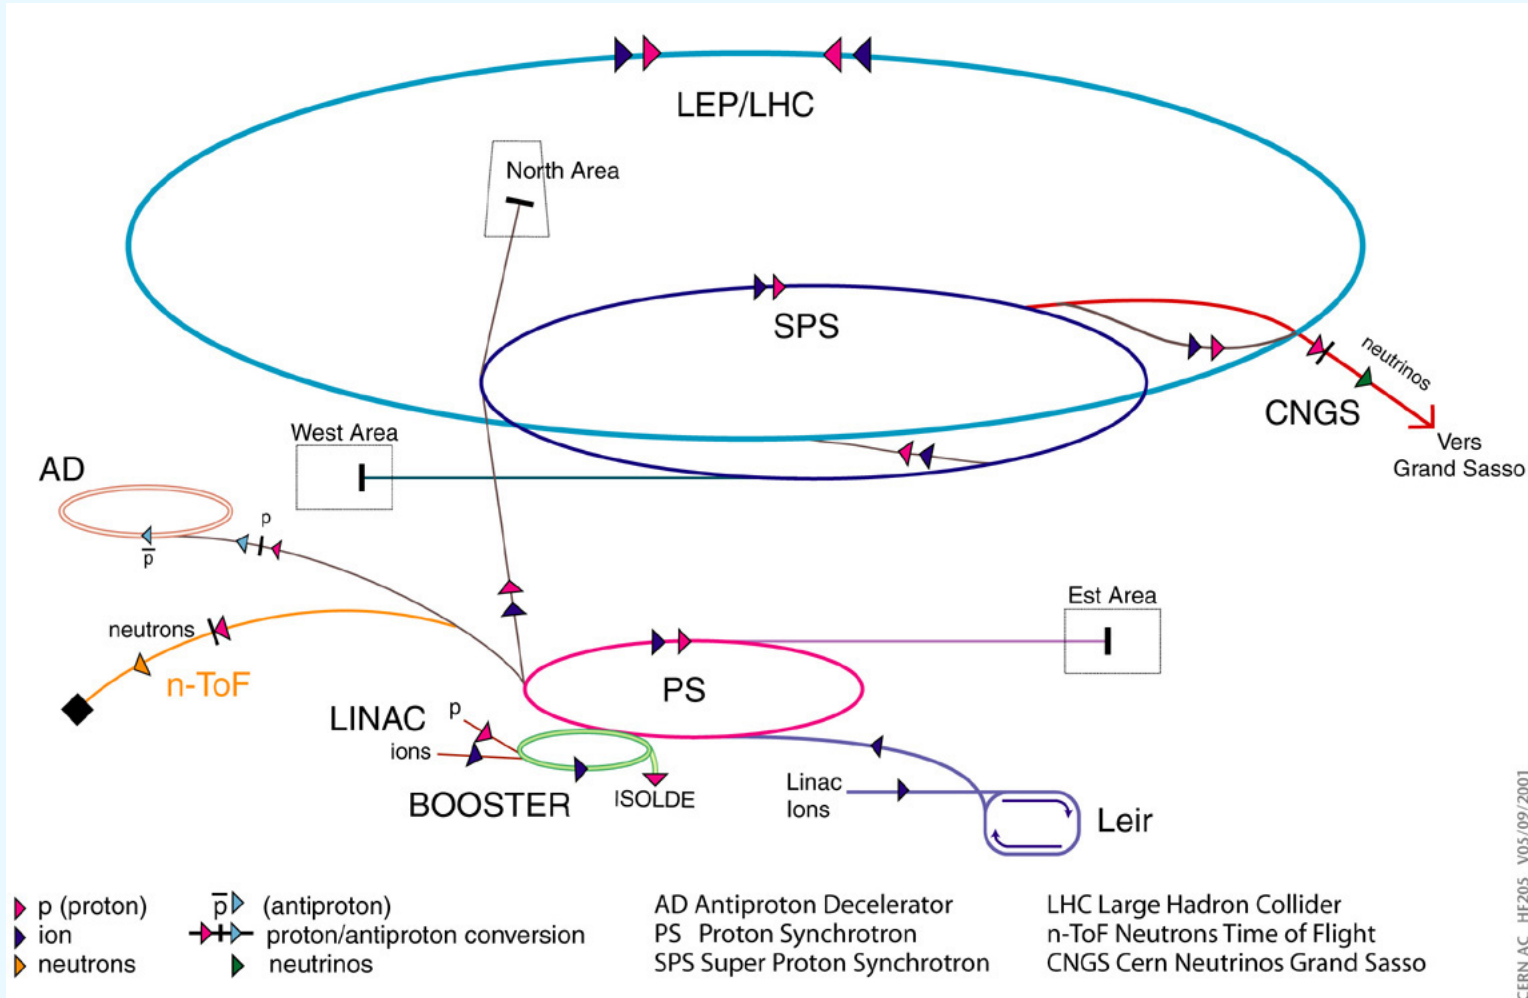 LEP/LHC
North Area
SPS
neutrinos
CNGS
Vers
Grand Sasso
West Area
AD
p
p̅
neutrons
n-ToF
Est Area
PS
LINAC
p
ions
BOOSTER
ISOLDE
Linac
Ions
Leir
p (proton)
ion
neutrons
p̅ (antiproton)
proton/antiproton conversion
neutrinos
AD Antiproton Decelerator
PS Proton Synchrotron
SPS Super Proton Synchrotron
LHC Large Hadron Collider
n-ToF Neutrons Time of Flight
CNGS Cern Neutrinos Grand Sasso
CERN AC HF205 V05/09/2001